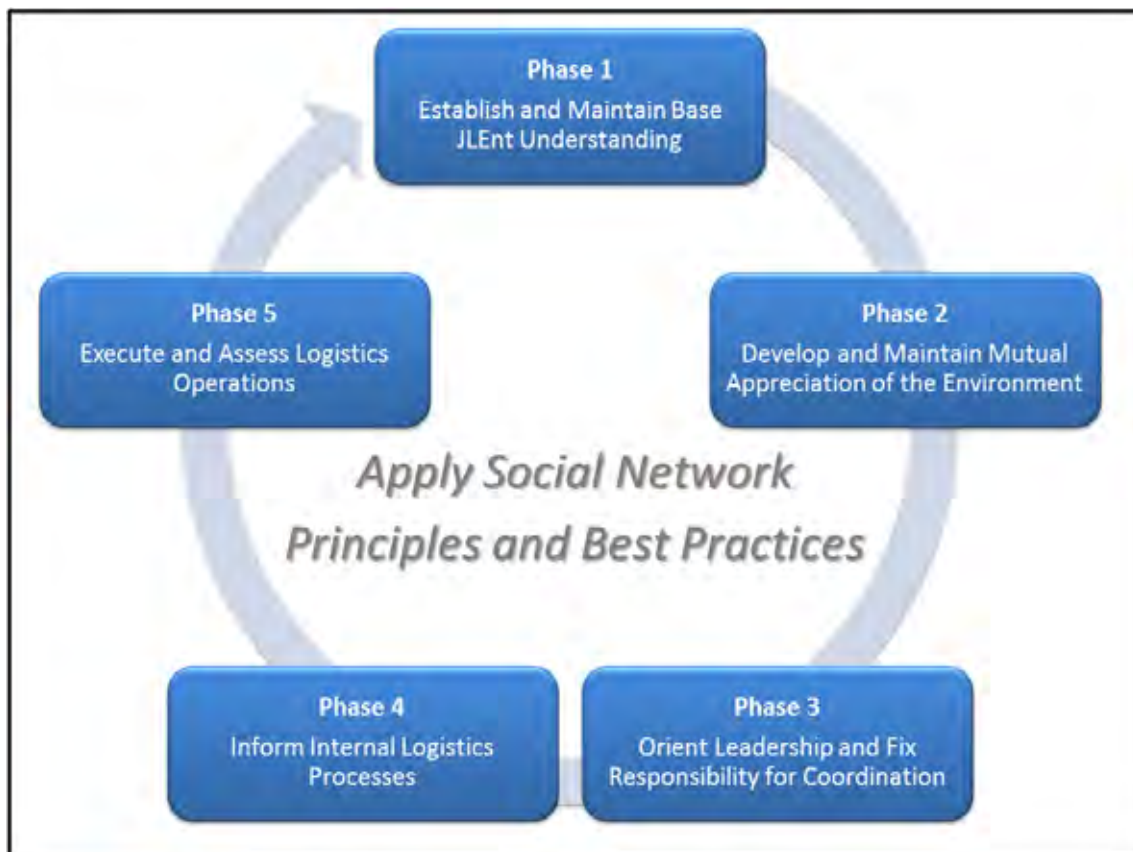 Phase 1
Establish and Maintain Base
JLEnt Understanding
Phase 2
Develop and Maintain Mutual
Appreciation of the Environment
Phase 3
Orient Leadership and Fix
Responsibility for Coordination
Phase 4
Inform Internal Logistics
Processes
Phase 5
Execute and Assess Logistics
Operations
Apply Social Network
Principles and Best Practices